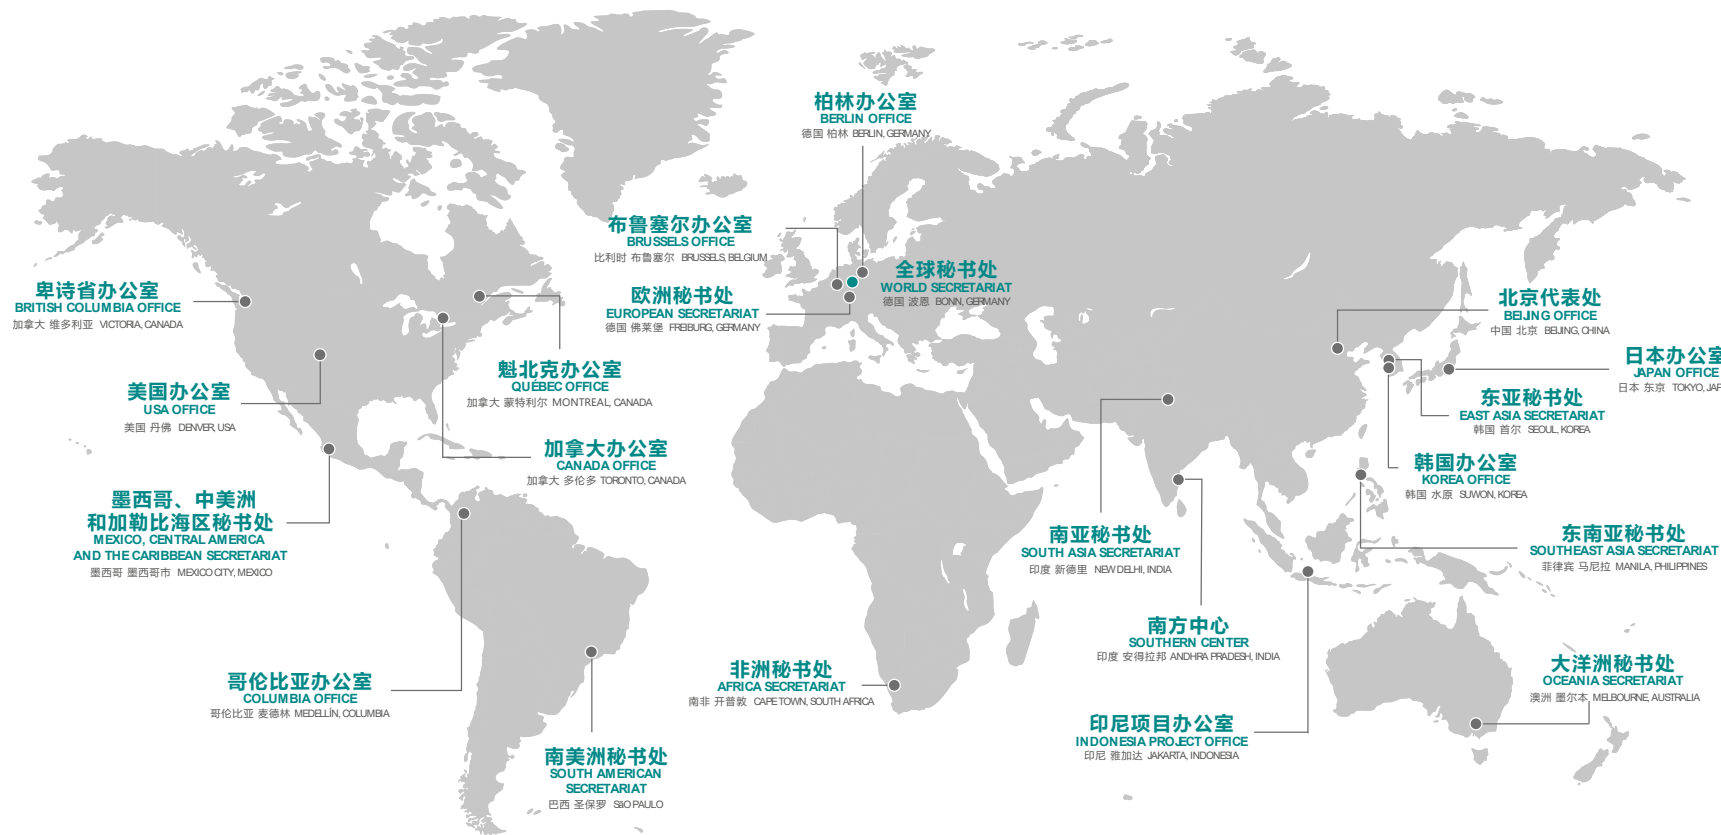 柏林办公室
BERLIN OFFICE
德国 柏林 BERLIN, GERMANY
布鲁塞尔办公室
BRUSSELS OFFICE
比利时 布鲁塞尔 BRUSSELS, BELGIUM
全球秘书处
WORLD SECRETARIAT
德国 波恩 BONN, GERMANY
欧洲秘书处
EUROPEAN SECRETARIAT
德国 佛莱堡 FREIBURG, GERMANY
卑诗省办公室
BRITISH COLUMBIA OFFICE
加拿大 维多利亚 VICTORIA, CANADA
北京代表处
BEIJING OFFICE
中国 北京 BEIJING, CHINA
日本办公室
JAPAN OFFICE
日本 东京 TOKYO, JAP
魁北克办公室
QUÉBEC OFFICE
加拿大 蒙特利尔 MONTREAL, CANADA
美国办公室
USA OFFICE
美国 丹佛 DENVER, USA
东亚秘书处
EAST ASIA SECRETARIAT
韩国 首尔 SEOUL, KOREA
加拿大办公室
CANADA OFFICE
加拿大 多伦多 TORONTO, CANADA
韩国办公室
KOREA OFFICE
韩国 水原 SUWON, KOREA
墨西哥、中美洲
和加勒比海区秘书处
MEXICO, CENTRAL AMERICA
AND THE CARIBBEAN SECRETARIAT
墨西哥 墨西哥市 MEXICO CITY, MEXICO
南亚秘书处
SOUTH ASIA SECRETARIAT
印度 新德里 NEW DELHI, INDIA
东南亚秘书处
SOUTHEAST ASIA SECRETARIAT
菲律宾 马尼拉 MANILA, PHILIPPINES
南方中心
SOUTHERN CENTER
印度 安得拉邦 ANDHRA PRADESH, INDIA
哥伦比亚办公室
COLUMBIA OFFICE
哥伦比亚 麦德林 MEDELLÍN, COLUMBIA
非洲秘书处
AFRICA SECRETARIAT
南非 开普敦 CAPE TOWN, SOUTH AFRICA
大洋洲秘书处
OCEANIA SECRETARIAT
澳洲 墨尔本 MELBOURNE, AUSTRALIA
印尼项目办公室
INDONESIA PROJECT OFFICE
印尼 雅加达 JAKARTA, INDONESIA
南美洲秘书处
SOUTH AMERICAN
SECRETARIAT
巴西 圣保罗 SãO PAULO